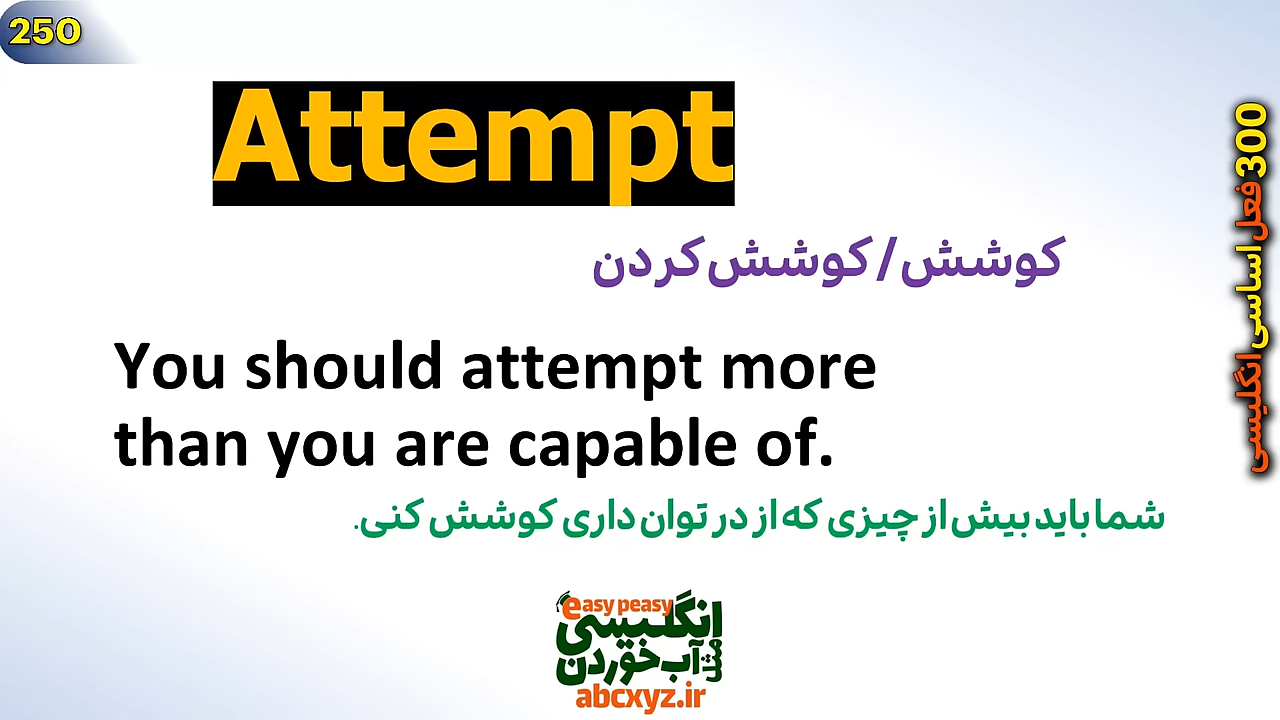 250
Attempt
کوشش / کوشش کردن
You should attempt more
than you are capable of.
شما باید بیش از چیزی که از در توان داری کوشش کنی.
300 فعل اساسی انگلیسی
easy peasy
انگلیسی
مثل
آب خوردن
abcxyz.ir